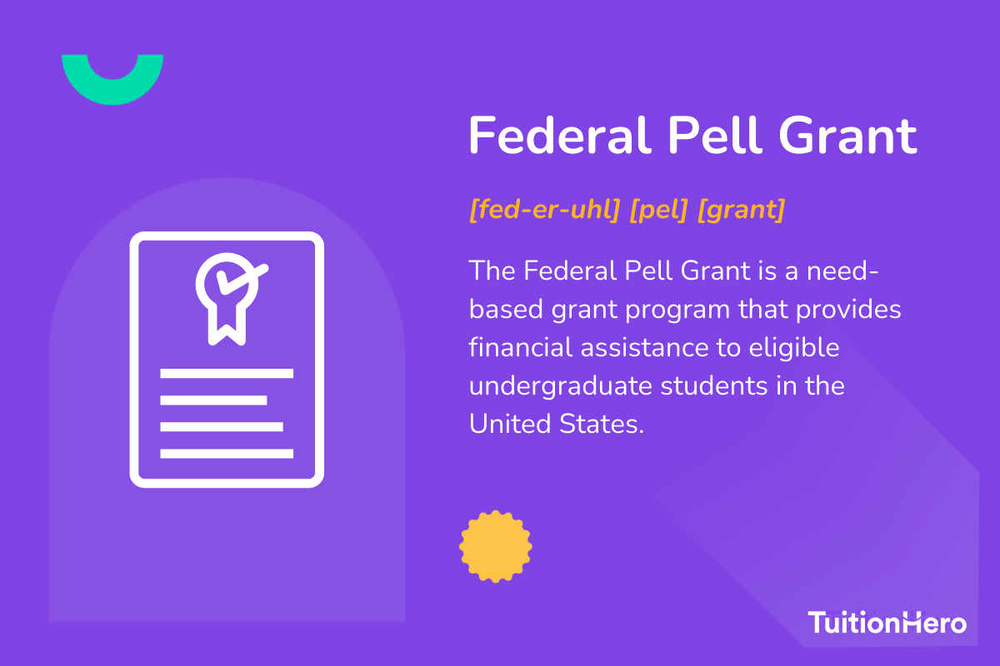 Federal Pell Grant
[fed-er-uhl] [pel] [grant]
The Federal Pell Grant is a need-
based grant program that provides
financial assistance to eligible
undergraduate students in the
United States.
TuitionHero